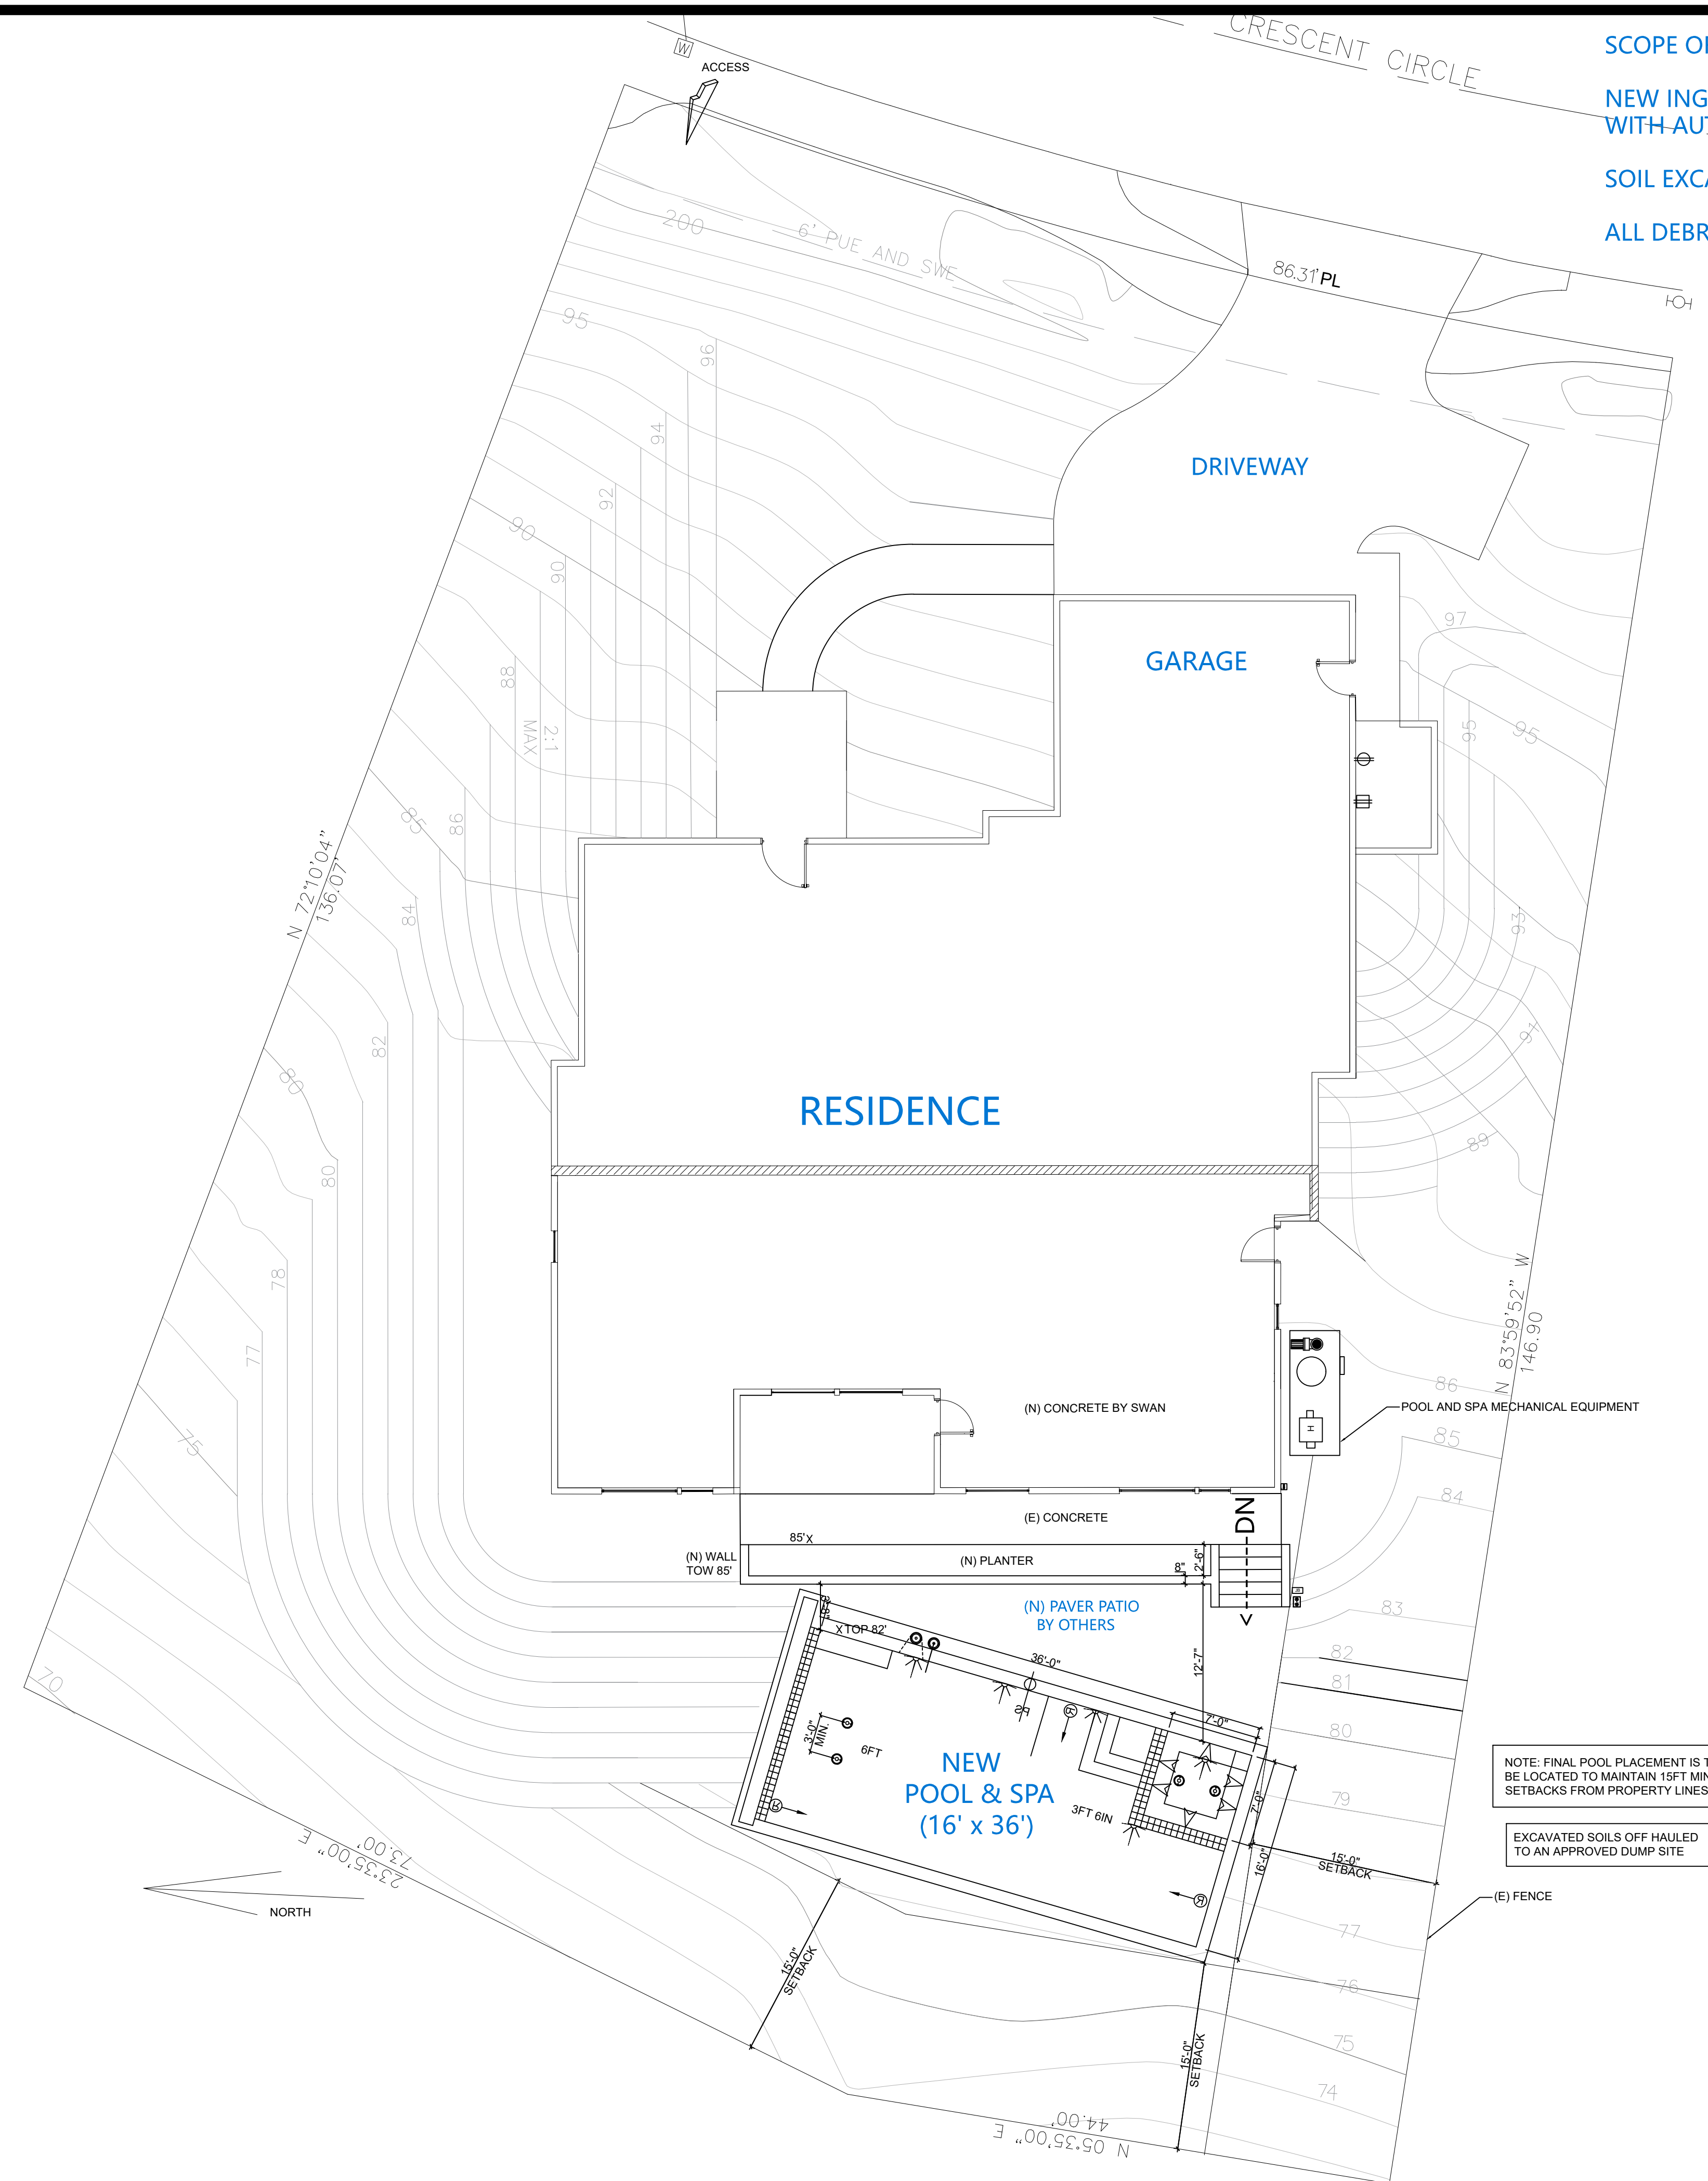 CRESCENT CIRCLE
SCOPE OF
NEW ING
WITH AUT
SOIL EXCA
ALL DEBR
W
ACCESS
200
6' PUE AND SWE
86.31' PL
95
96
94
92
90
90
88
2:1
MAX
DRIVEWAY
GARAGE
97
95
95
85
86
84
93
N 72°10'04"
136.07'
82
80
91
89
RESIDENCE
80
78
77
75
N 83°59'52" W
146.90
86
(N) CONCRETE BY SWAN
POOL AND SPA MECHANICAL EQUIPMENT
H
85
84
DN
(E) CONCRETE
85' X
(N) WALL
TOW 85'
(N) PLANTER
8"
2'-6"
(N) PAVER PATIO
BY OTHERS
83
X TOP 82'
36'-0"
12'-7"
82
81
80
70
3'-0"
MIN.
6FT
PS
R
7'-0"
NEW
POOL & SPA
(16' x 36')
3FT 6IN
7'-0"
16'-0"
R
R
NOTE: FINAL POOL PLACEMENT IS T
BE LOCATED TO MAINTAIN 15FT MIN
SETBACKS FROM PROPERTY LINES
79
EXCAVATED SOILS OFF HAULED
TO AN APPROVED DUMP SITE
15'-0"
SETBACK
(E) FENCE
23°35'00" E
73.00'
NORTH
77
15'-0"
SETBACK
76
75
15'-0"
SETBACK
74
44.00'
N 05°35'00" E